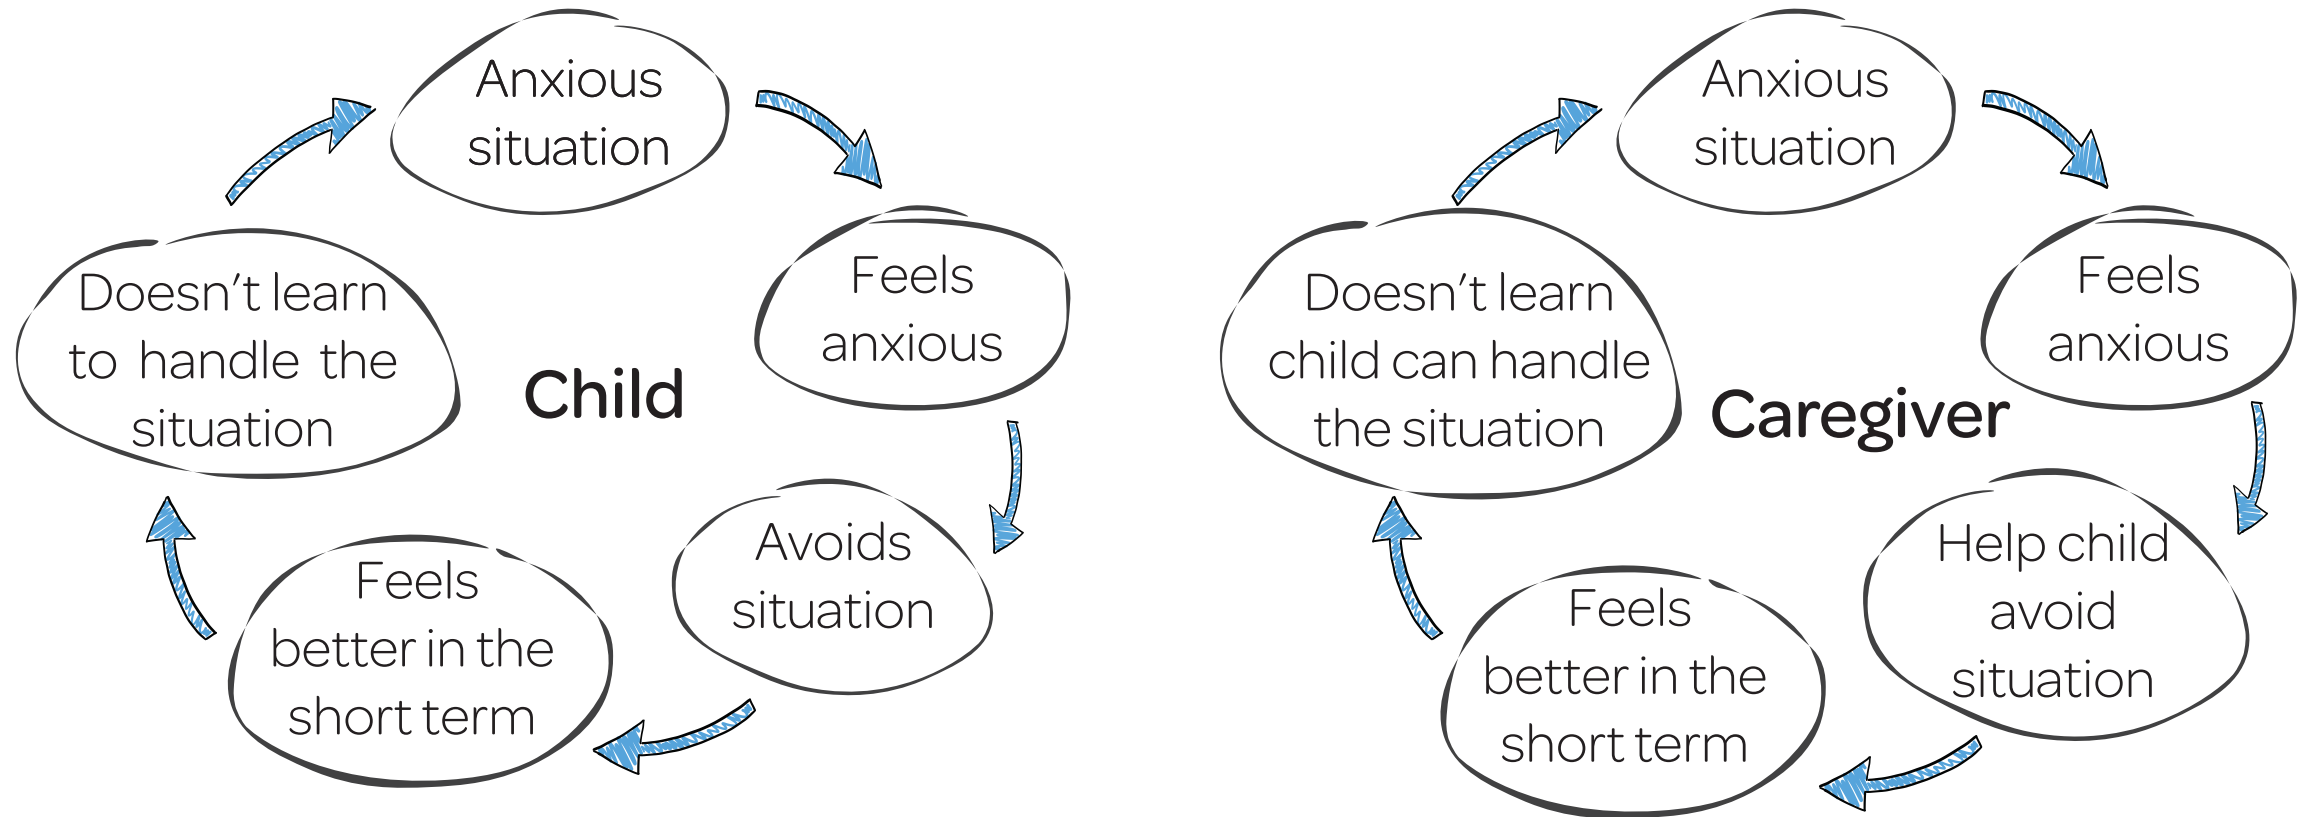 Anxious
situation
Feels
anxious
Avoids
situation
Feels
better in the
short term
Doesn't learn
to handle the
situation
Child
Anxious
situation
Feels
anxious
Help child
avoid
situation
Feels
better in the
short term
Doesn't learn
child can handle
the situation
Caregiver